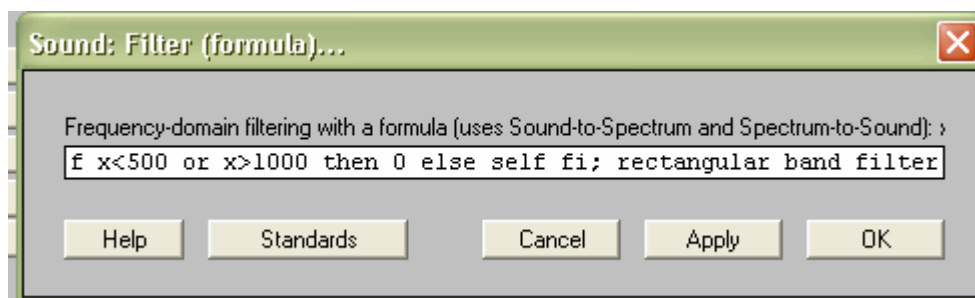 Sound: Filter (formula)...
Frequency-domain filtering with a formula (uses Sound-to-Spectrum and Spectrum-to-Sound):
f x<500 or x>1000 then 0 else self fi; rectangular band filter
Help Standards Cancel Apply OK